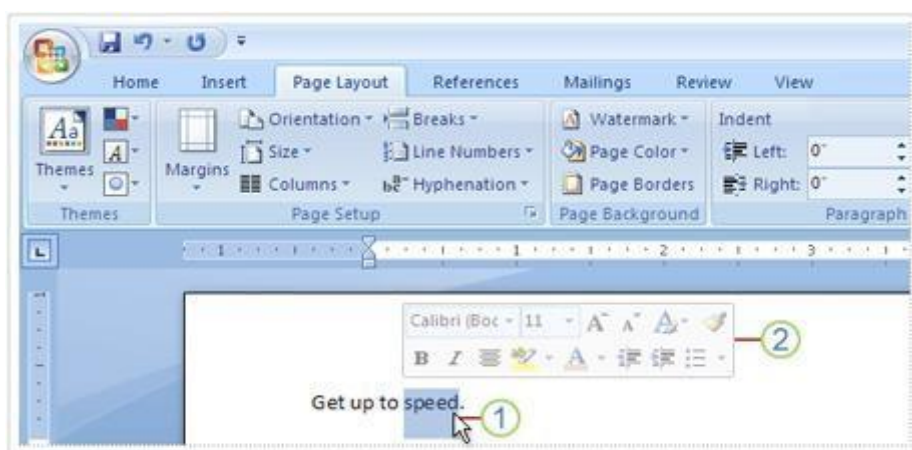 Home Insert Page Layout References Mailings Review View
Aa Orientation Breaks Watermark Indent
A Size Line Numbers Page Color Left: 0"
Themes Margins Columns Hyphenation Page Borders Right: 0"
Themes Page Setup Page Background Paragraph
L 1 1 2 3
Calibri (Boc 11 A A A
B I A
2
Get up to speed.
1